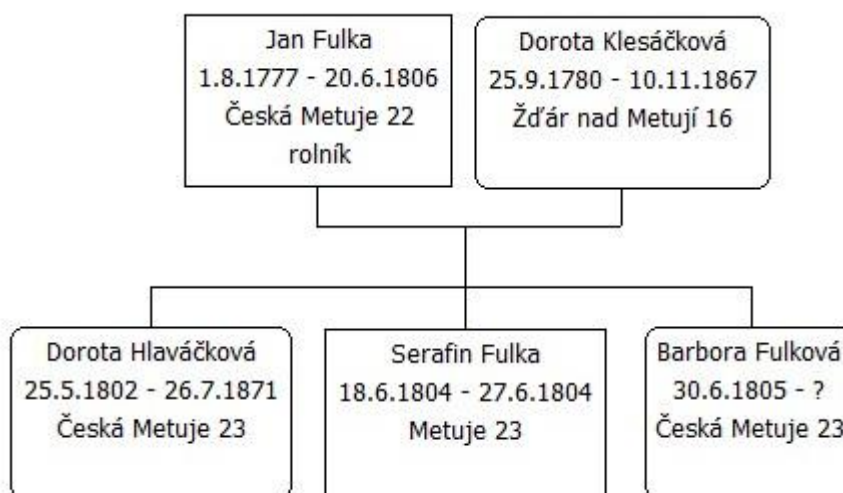 Jan Fulka
1.8.1777 - 20.6.1806
Česká Metuje 22
rolník
Dorota Klesáčková
25.9.1780 - 10.11.1867
Žďár nad Metují 16
Dorota Hlaváčková
25.5.1802 - 26.7.1871
Česká Metuje 23
Serafin Fulka
18.6.1804 - 27.6.1804
Metuje 23
Barbora Fulková
30.6.1805 - ?
Česká Metuje 23